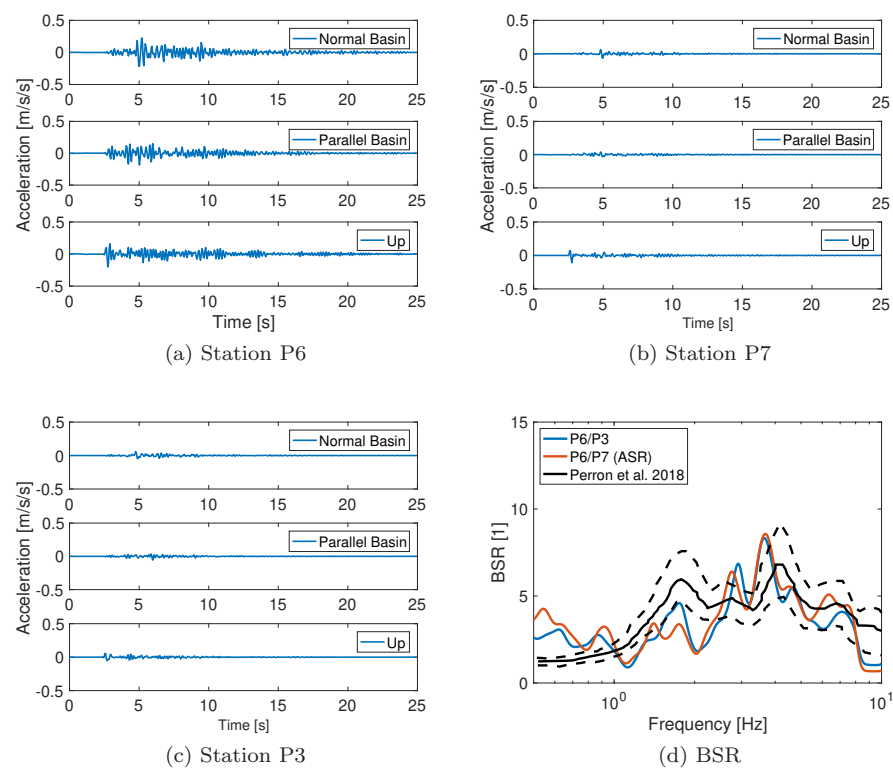 0.5
0
-0.5
Normal Basin
0 5 10 15 20 25
0.5
0
-0.5
Parallel Basin
0 5 10 15 20 25
0.5
0
-0.5
Up
0 5 10 15 20 25
Acceleration [m/s/s]
Time [s]
(a) Station P6
0.5
0
-0.5
Normal Basin
0 5 10 15 20 25
0.5
0
-0.5
Parallel Basin
0 5 10 15 20 25
0.5
0
-0.5
Up
0 5 10 15 20 25
Acceleration [m/s/s]
Time [s]
(b) Station P7
0.5
0
-0.5
Normal Basin
0 5 10 15 20 25
0.5
0
-0.5
Parallel Basin
0 5 10 15 20 25
0.5
0
-0.5
Up
0 5 10 15 20 25
Acceleration [m/s/s]
Time [s]
(c) Station P3
15
10
5
0
BSR [1]
P6/P3
P6/P7 (ASR)
Perron et al. 2018
10^0 10^1
Frequency [Hz]
(d) BSR